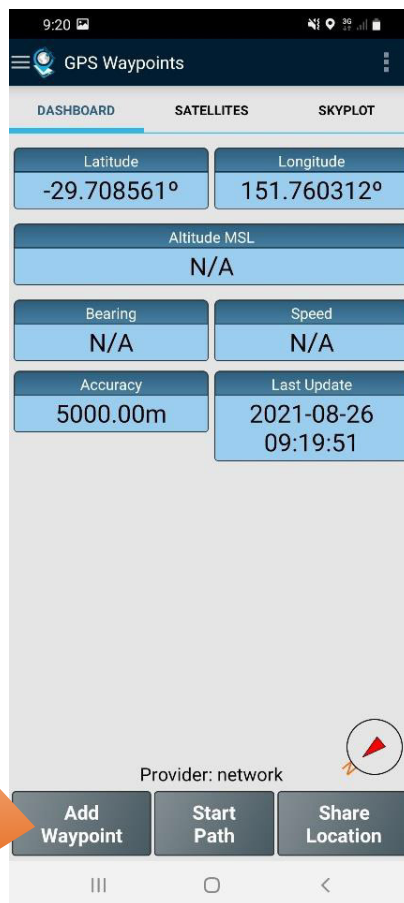 9:20 3G
GPS Waypoints
DASHBOARD SATELLITES SKYPLOT
Latitude Longitude
-29.708561º 151.760312º
Altitude MSL
N/A
Bearing Speed
N/A N/A
Accuracy Last Update
5000.00m 2021-08-26
09:19:51
N
Provider: network
Add Start Share
Waypoint Path Location